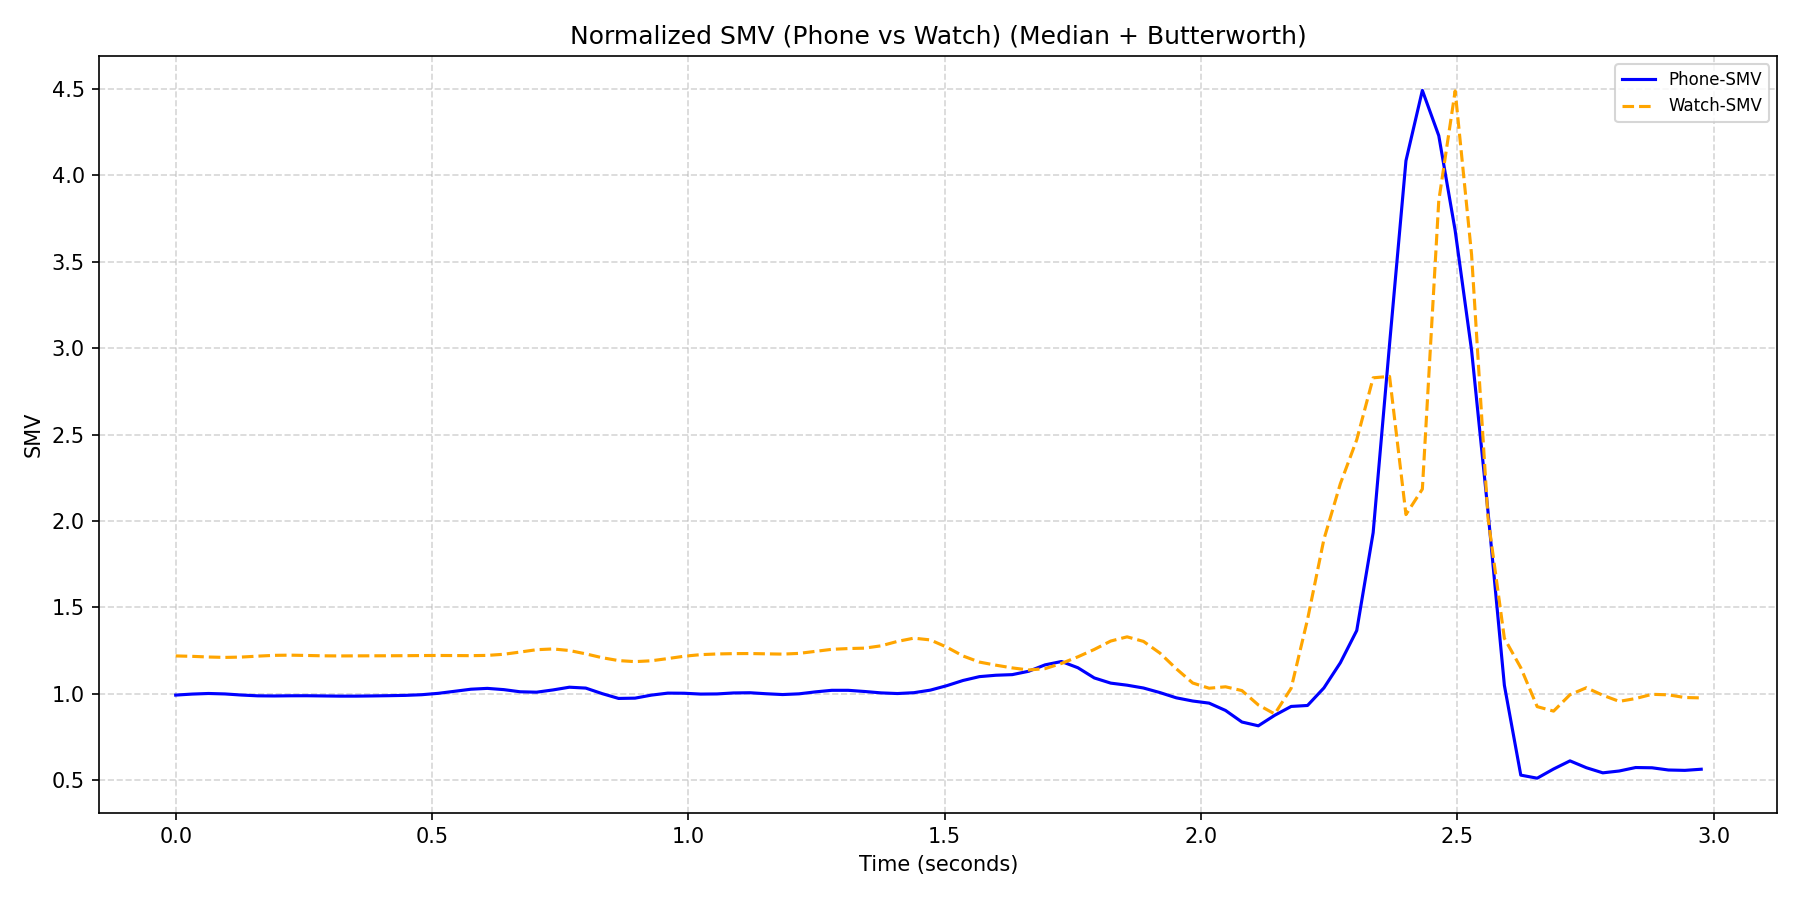 Normalized SMV (Phone vs Watch) (Median + Butterworth)
Phone-SMV
Watch-SMV
4.5
4.0
3.5
3.0
2.5
2.0
1.5
1.0
0.5
SMV
0.0 0.5 1.0 1.5 2.0 2.5 3.0
Time (seconds)